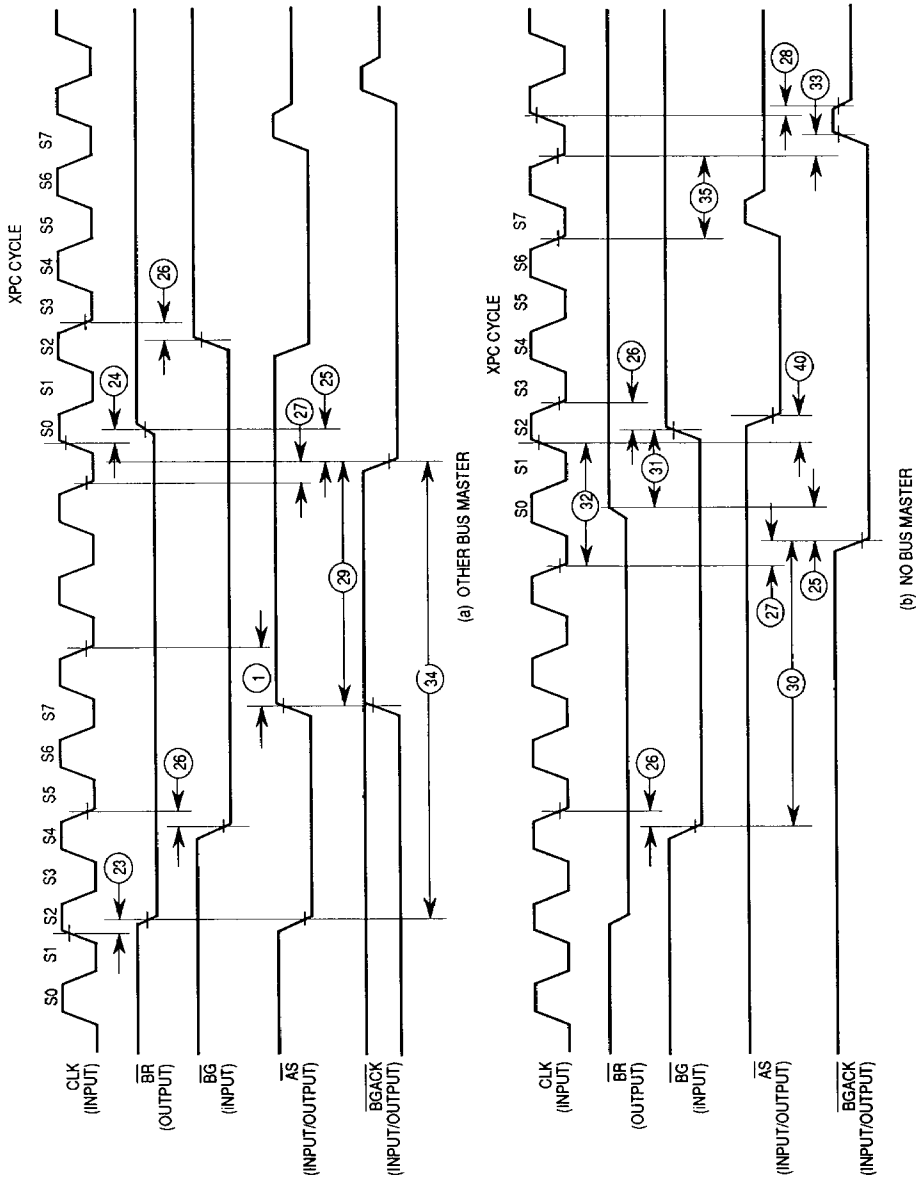 XPC CYCLE
S0 S1 S2 S3 S4 S5 S6 S7 S0 S1 S2 S3 S4 S5 S6 S7
CLK
(INPUT)
23
24
26
BR
(OUTPUT)
26
BG
(INPUT)
1
27
25
AS
(INPUT/OUTPUT)
29
BGACK
(INPUT/OUTPUT)
34
(a) OTHER BUS MASTER
XPC CYCLE
S0 S1 S2 S3 S4 S5 S6 S7
CLK
(INPUT)
BR
(OUTPUT)
26
32
31
26
35
BG
(INPUT)
27
40
28
AS
(INPUT/OUTPUT)
30
25
33
BGACK
(INPUT/OUTPUT)
(b) NO BUS MASTER